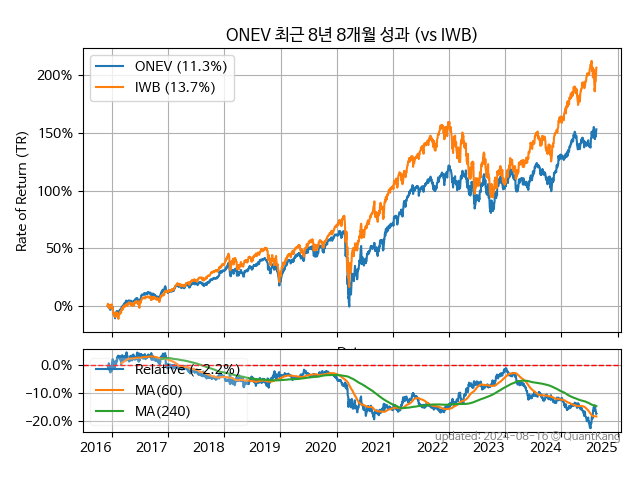 ONEV 최근 8년 8개월 성과 (vs IWB)
ONEV (11.3%)
IWB (13.7%)
Rate of Return (TR)
200%
150%
100%
50%
0%
Relative (-2.2%)
MA(60)
MA(240)
0.0%
-10.0%
-20.0%
2016 2017 2018 2019 2020 2021 2022 2023 2024 2025
updated: 2024-08-16 © QuantKang